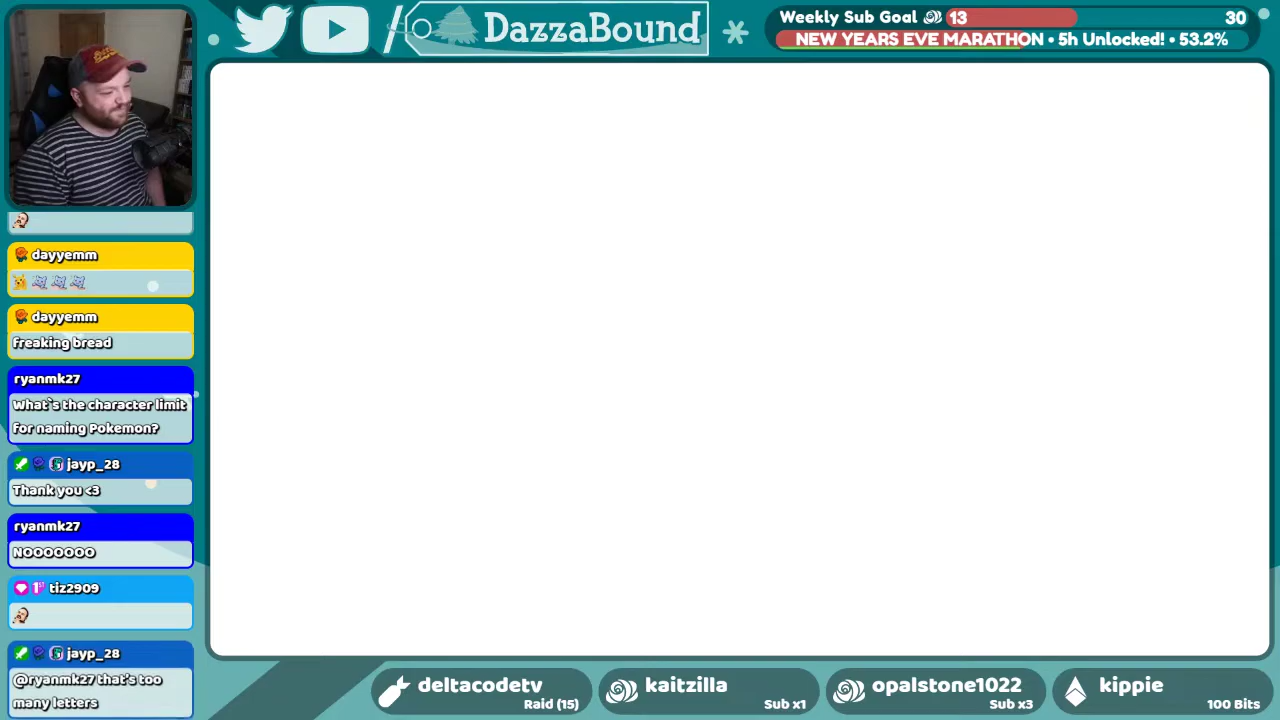 DazzaBound
Weekly Sub Goal 13 30
NEW YEARS EVE MARATHON • 5h Unlocked! • 53.2%
dayyemm
dayyemm
freaking bread
ryanmk27
What's the character limit
for naming Pokemon?
jayp_28
Thank you <3
ryanmk27
NOOOOOOO
1st tiz2909
jayp_28
@ryanmk27 that's too
many letters
deltacodetv
Raid (15)
kaitzilla
Sub x1
opalstone1022
Sub x3
kippie
100 Bits